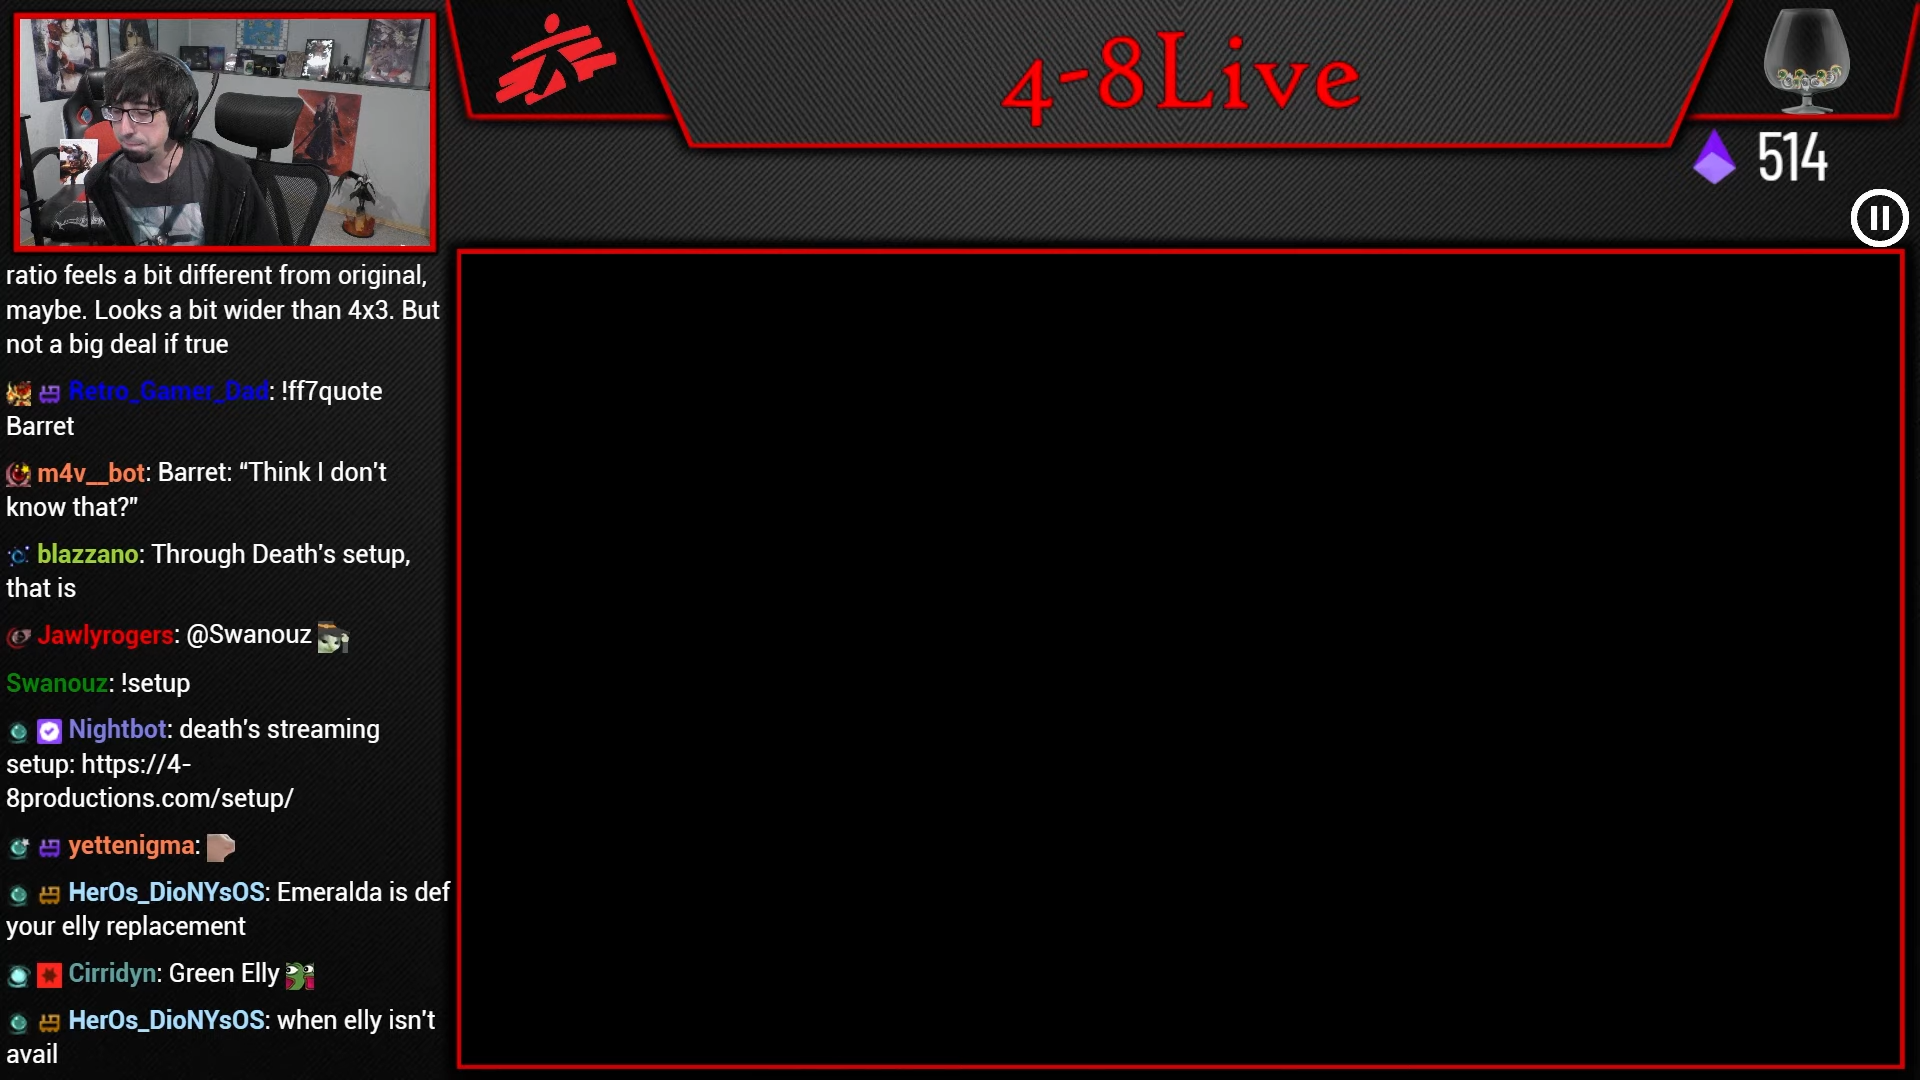 4-8Live
514
ratio feels a bit different from original,
maybe. Looks a bit wider than 4x3. But
not a big deal if true
Retro_Gamer_Dad: !ff7quote
Barret
m4v__bot: Barret: “Think I don't
know that?”
blazzano: Through Death's setup,
that is
Jawlyrogers: @Swanouz
Swanouz: !setup
Nightbot: death's streaming
setup: https://4-
8productions.com/setup/
yettenigma:
HerOs_DioNYsOS: Emeralda is def
your elly replacement
Cirridyn: Green Elly
HerOs_DioNYsOS: when elly isn't
avail